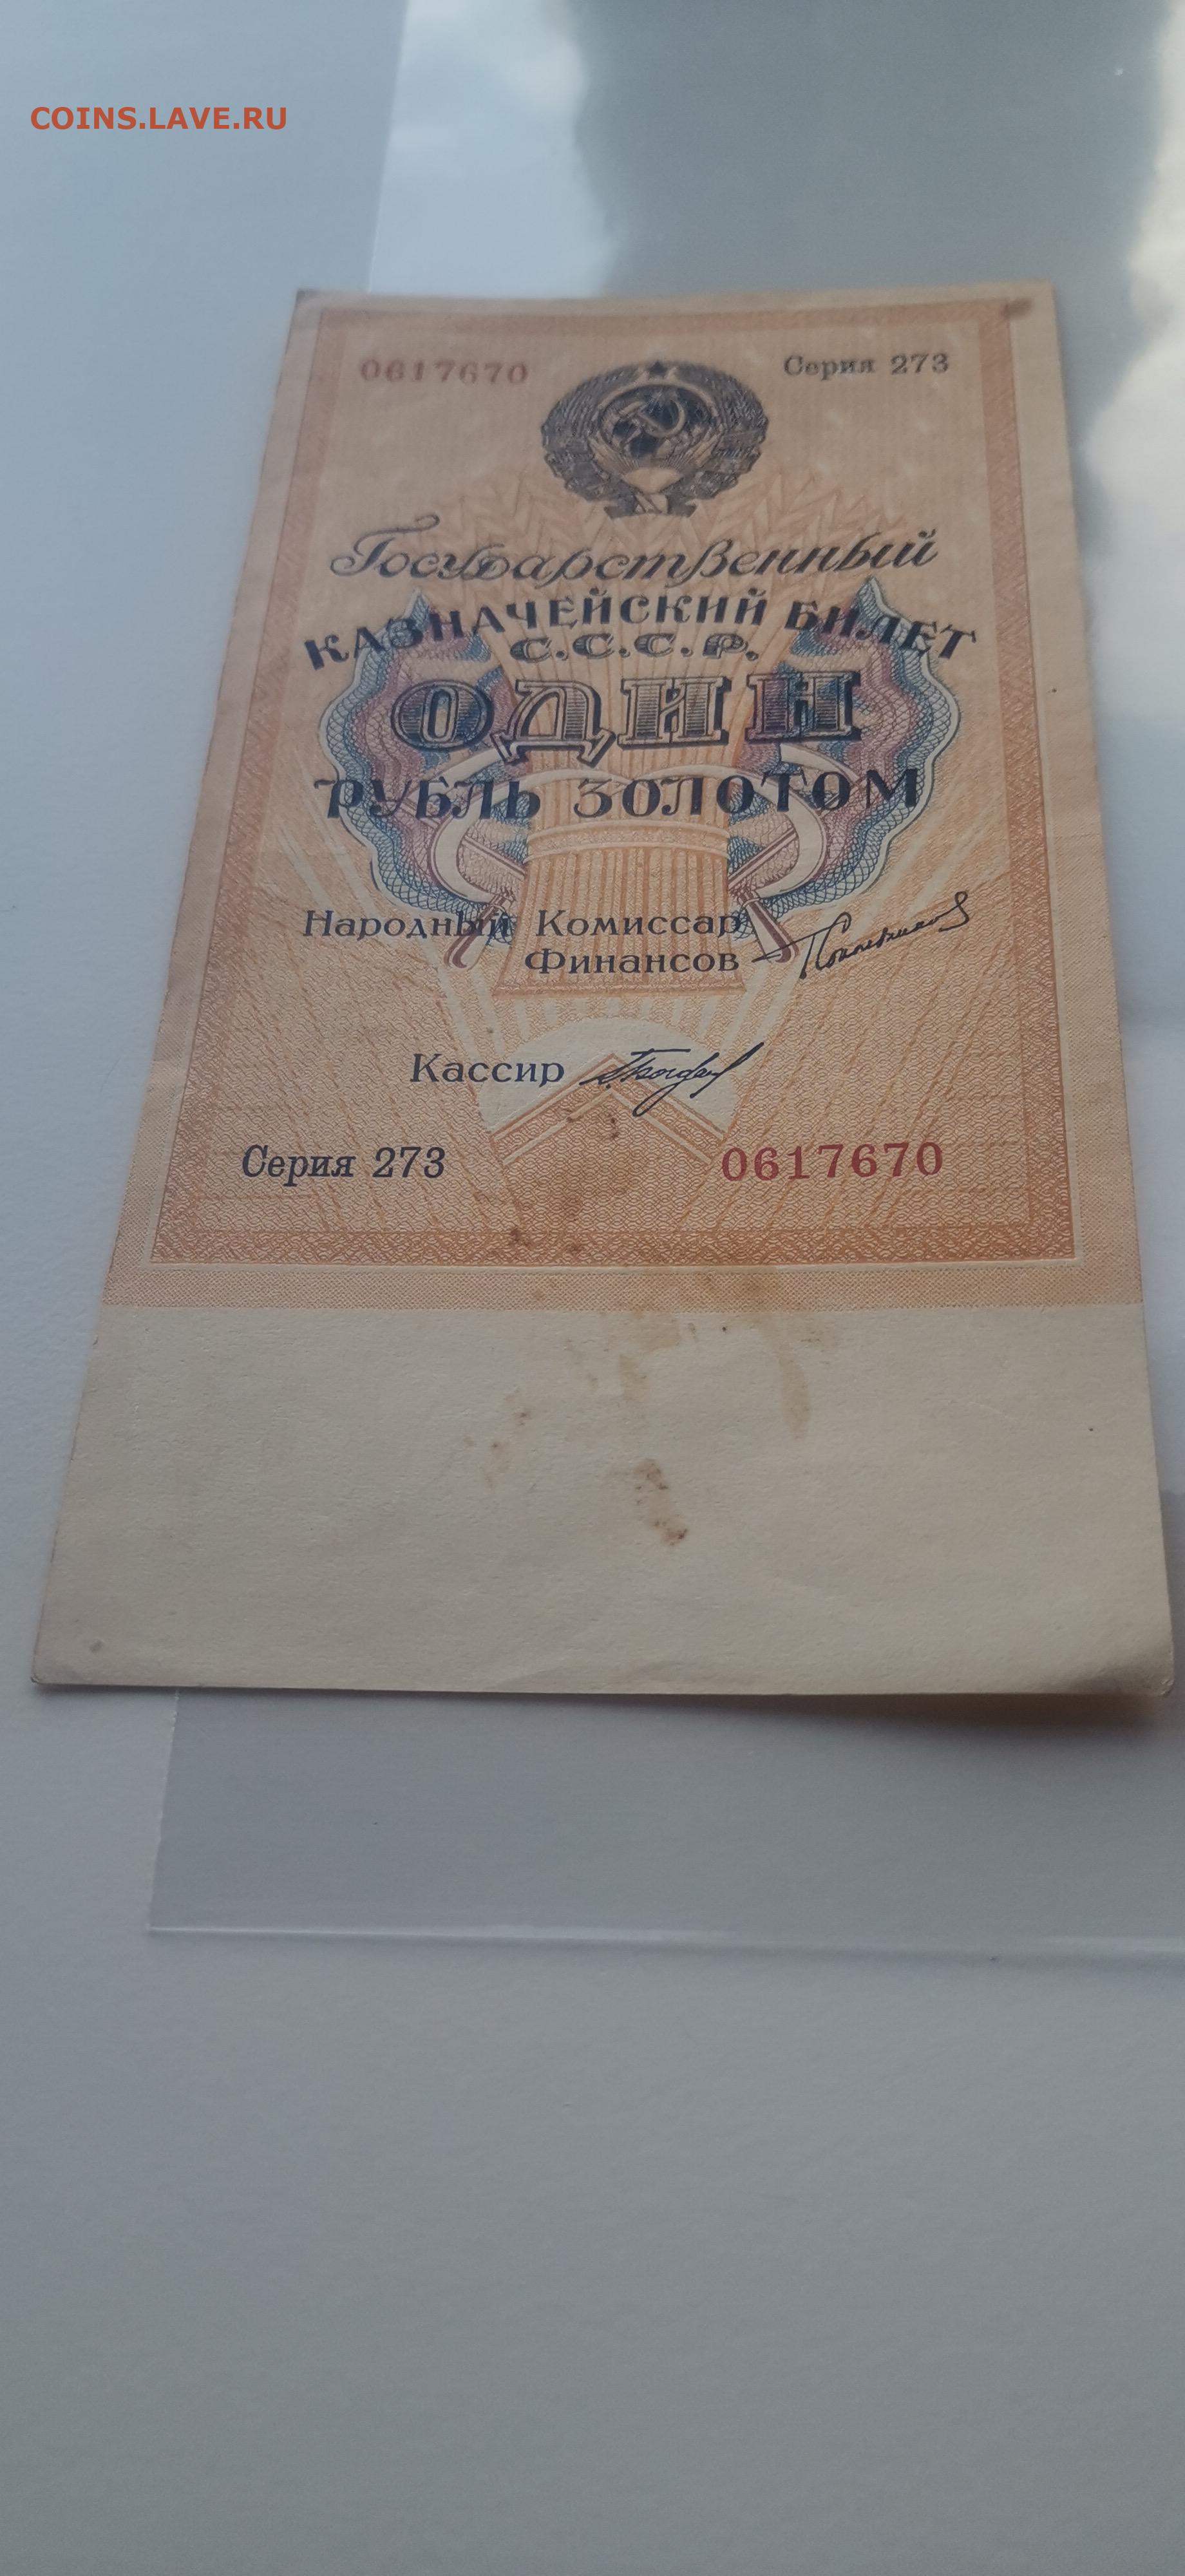 COINS.LAVE.RU
0617670 Серия 273
Государственный
КАЗНАЧЕЙСКИЙ БИЛЕТ
С.С.С.Р.
ОДИН
РУБЛЬ ЗОЛОТОМ
Народный Комиссар
Финансов
Кассир
Серия 273 0617670